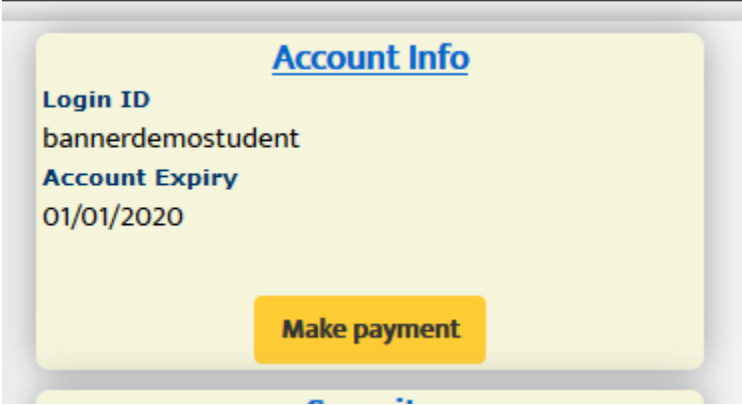 Account Info
Login ID
bannerdemostudent
Account Expiry
01/01/2020
Make payment